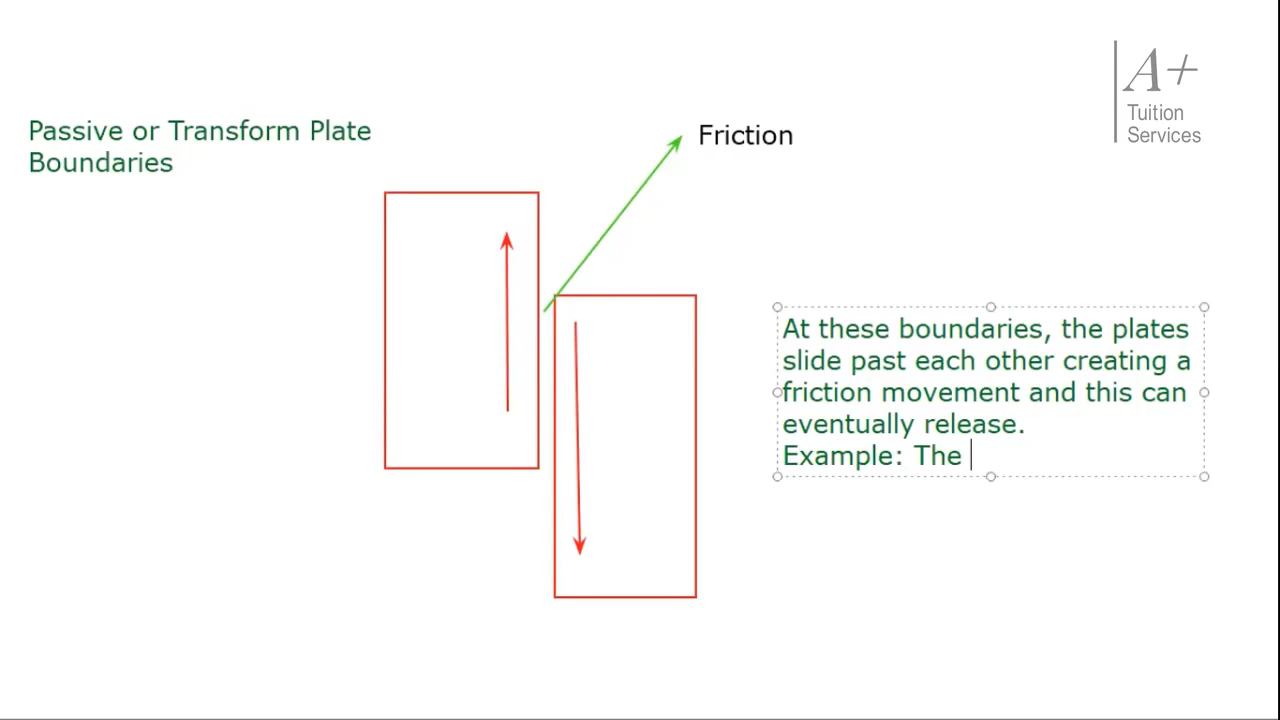 A+
Tuition
Services
Passive or Transform Plate
Boundaries
Friction
At these boundaries, the plates
slide past each other creating a
friction movement and this can
eventually release.
Example: The